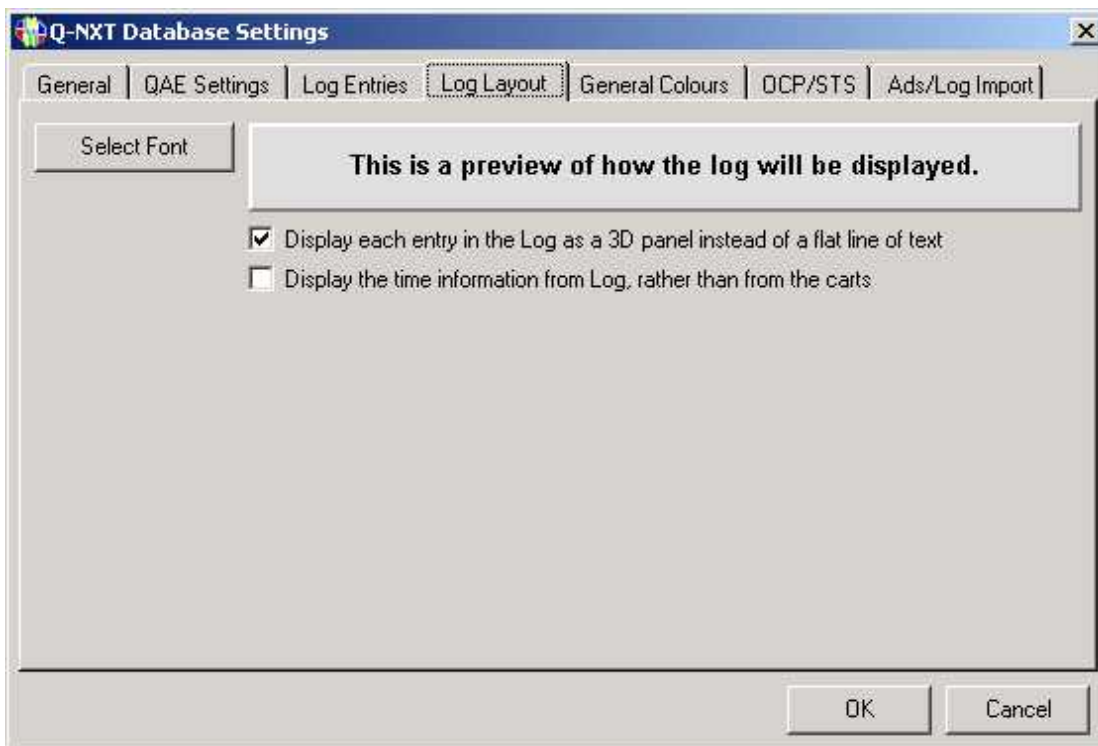 Q-NXT Database Settings
General QAE Settings Log Entries Log Layout General Colours OCP/STS Ads/Log Import
Select Font
This is a preview of how the log will be displayed.
Display each entry in the Log as a 3D panel instead of a flat line of text
Display the time information from Log, rather than from the carts
OK Cancel